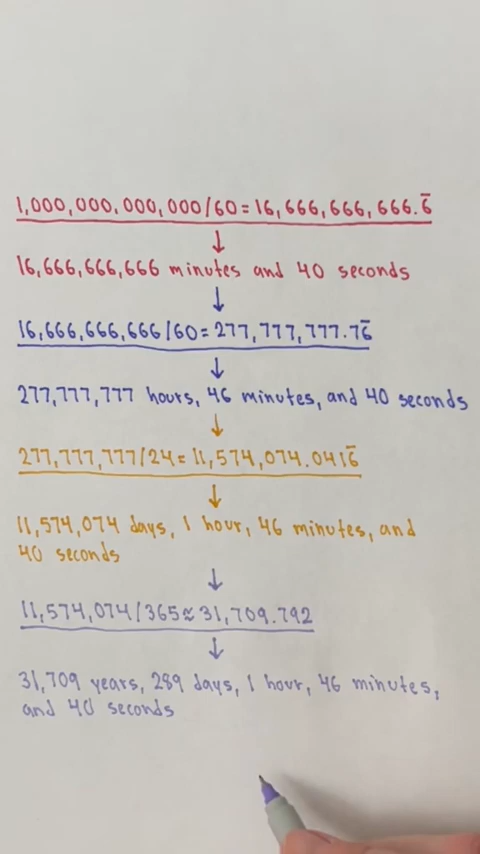 1,000,000,000,000/60=16,666,666,666.6̅
↓
16,666,666,666 minutes and 40 seconds
↓
16,666,666,666/60=277,777,777.76̅
↓
277,777,777 hours, 46 minutes, and 40 seconds
↓
277,777,777/24=11,574,074.0416̅
↓
11,574,074 days, 1 hour, 46 minutes, and
40 seconds
↓
11,574,074/365≈31,709.792
↓
31,709 years, 289 days, 1 hour, 46 minutes,
and 40 seconds